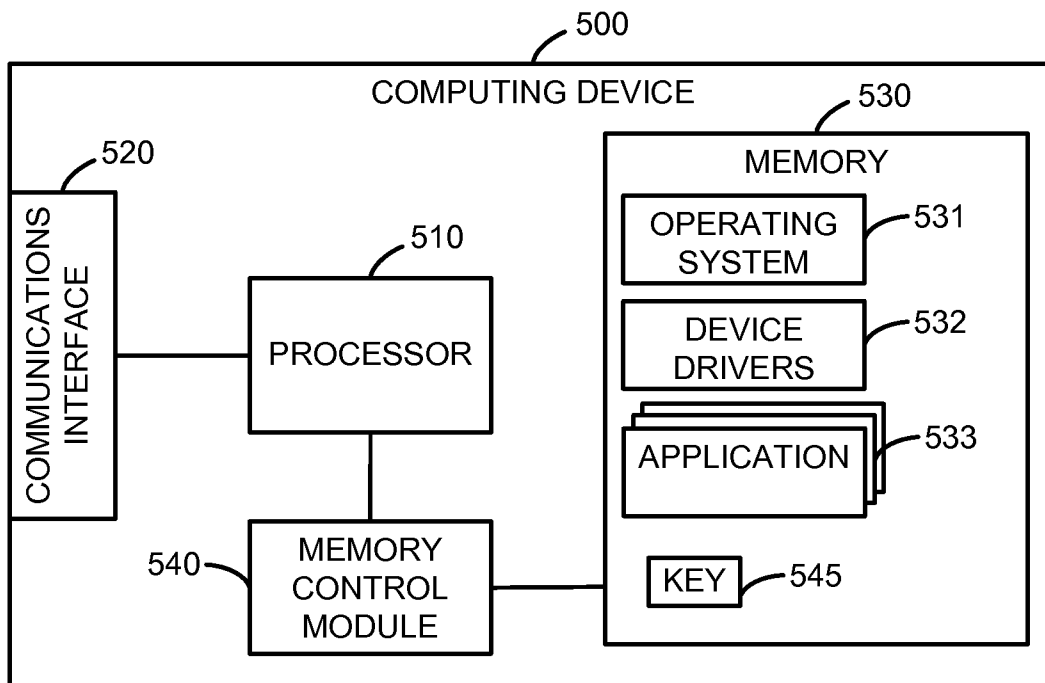 500
COMPUTING DEVICE
530
MEMORY
520
COMMUNICATIONS
INTERFACE
510
PROCESSOR
OPERATING
SYSTEM
531
DEVICE
DRIVERS
532
APPLICATION
533
540
MEMORY
CONTROL
MODULE
KEY
545